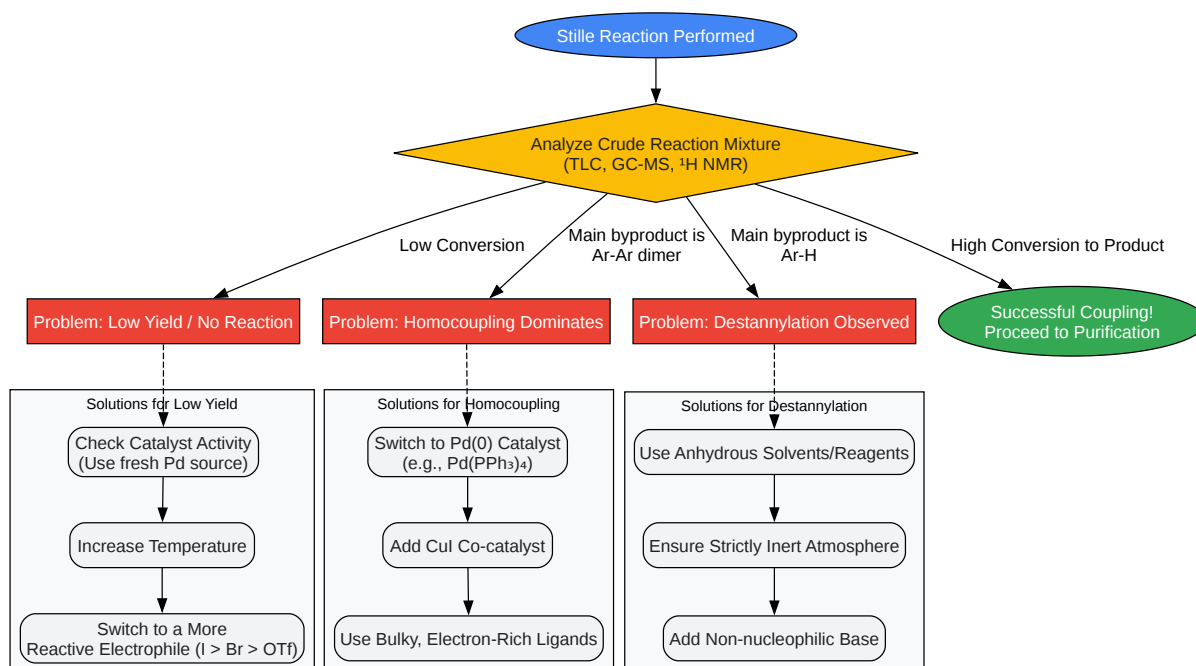 Stille Reaction Performed
Analyze Crude Reaction Mixture
(TLC, GC-MS, ¹H NMR)
Low Conversion
Main byproduct is
Ar-Ar dimer
Main byproduct is
Ar-H
High Conversion to Product
Problem: Low Yield / No Reaction
Problem: Homocoupling Dominates
Problem: Destannylation Observed
Successful Coupling!
Proceed to Purification
Solutions for Low Yield
Check Catalyst Activity
(Use fresh Pd source)
Increase Temperature
Switch to a More
Reactive Electrophile (I > Br > OTf)
Solutions for Homocoupling
Switch to Pd(0) Catalyst
(e.g., Pd(PPh₃)₄)
Add CuI Co-catalyst
Use Bulky, Electron-Rich Ligands
Solutions for Destannylation
Use Anhydrous Solvents/Reagents
Ensure Strictly Inert Atmosphere
Add Non-nucleophilic Base